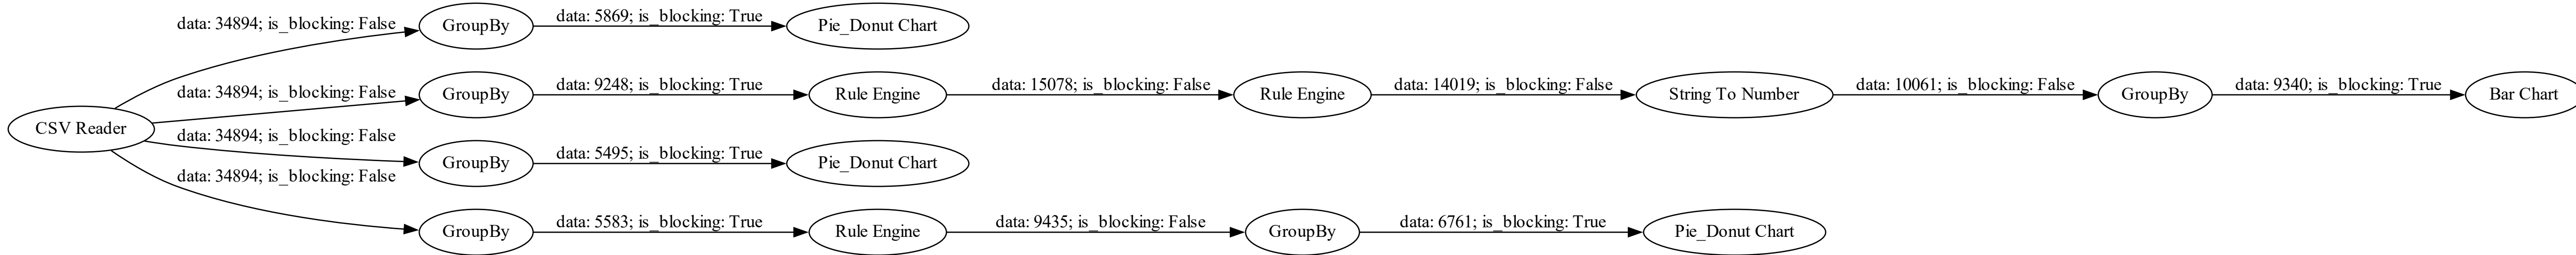 data: 34894; is_blocking: False
GroupBy
data: 5869; is_blocking: True
Pie_Donut Chart
data: 34894; is_blocking: False
GroupBy
data: 9248; is_blocking: True
Rule Engine
data: 15078; is_blocking: False
Rule Engine
data: 14019; is_blocking: False
String To Number
data: 10061; is_blocking: False
GroupBy
data: 9340; is_blocking: True
Bar Chart
CSV Reader
data: 34894; is_blocking: False
GroupBy
data: 5495; is_blocking: True
Pie_Donut Chart
data: 34894; is_blocking: False
GroupBy
data: 5583; is_blocking: True
Rule Engine
data: 9435; is_blocking: False
GroupBy
data: 6761; is_blocking: True
Pie_Donut Chart